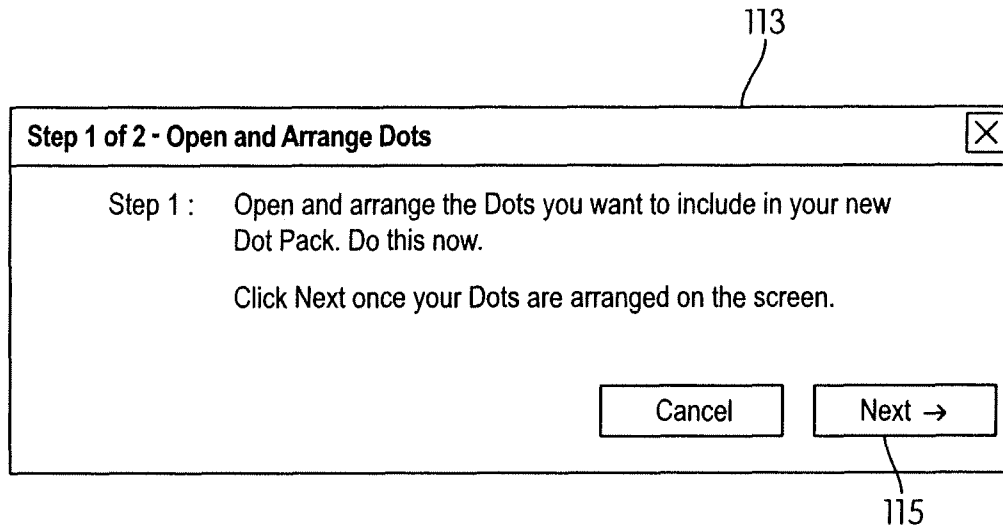 113
Step 1 of 2 - Open and Arrange Dots
Step 1 : Open and arrange the Dots you want to include in your new
Dot Pack. Do this now.
Click Next once your Dots are arranged on the screen.
Cancel
Next →
115